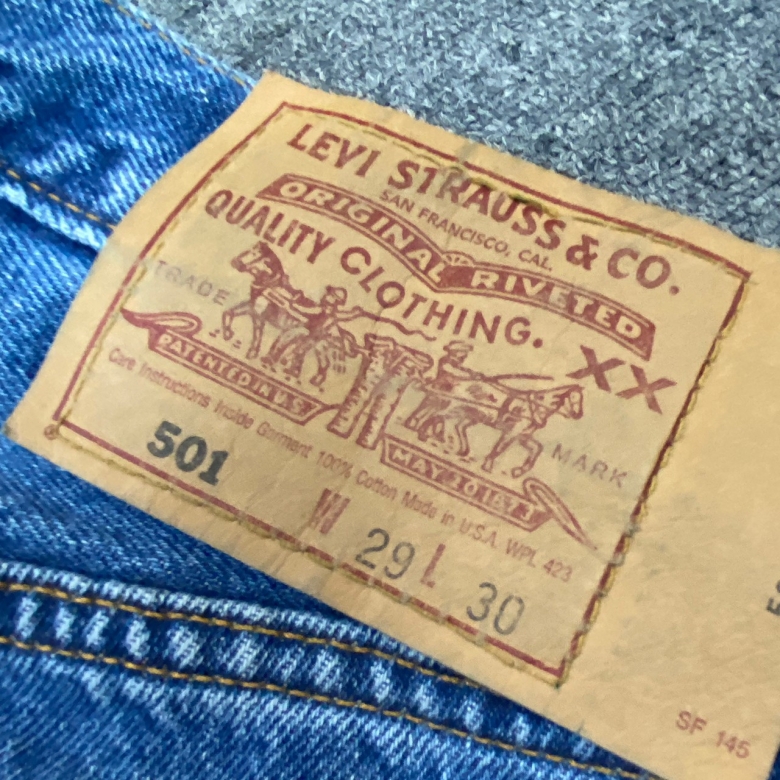 LEVI STRAUSS & CO.
SAN FRANCISCO, CAL.
ORIGINAL RIVETED
QUALITY CLOTHING.
XX
TRADE MARK
PATENTED IN U.S.
MAY 20 1873
Care Instructions Inside Garment 100% Cotton Made in U.S.A. WPL 423
501
W 29 L 30
SF 145